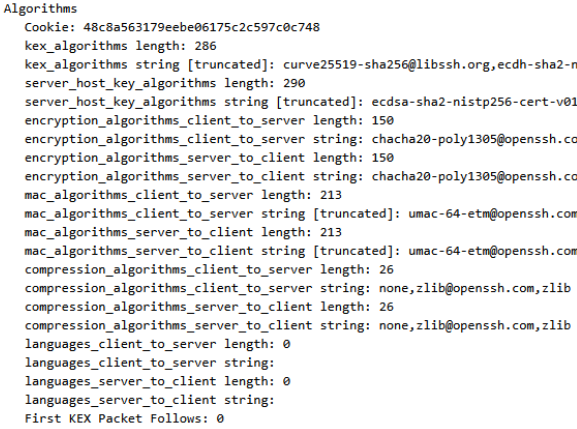 Algorithms
Cookie: 48c8a563179eebe06175c2c597c0c748
kex_algorithms length: 286
kex_algorithms string [truncated]: curve25519-sha256@libssh.org,ecdh-sha2-n
server_host_key_algorithms length: 290
server_host_key_algorithms string [truncated]: ecdsa-sha2-nistp256-cert-v01
encryption_algorithms_client_to_server length: 150
encryption_algorithms_client_to_server string: chacha20-poly1305@openssh.co
encryption_algorithms_server_to_client length: 150
encryption_algorithms_server_to_client string: chacha20-poly1305@openssh.co
mac_algorithms_client_to_server length: 213
mac_algorithms_client_to_server string [truncated]: umac-64-etm@openssh.com
mac_algorithms_server_to_client length: 213
mac_algorithms_server_to_client string [truncated]: umac-64-etm@openssh.com
compression_algorithms_client_to_server length: 26
compression_algorithms_client_to_server string: none,zlib@openssh.com,zlib
compression_algorithms_server_to_client length: 26
compression_algorithms_server_to_client string: none,zlib@openssh.com,zlib
languages_client_to_server length: 0
languages_client_to_server string:
languages_server_to_client length: 0
languages_server_to_client string:
First KEX Packet Follows: 0